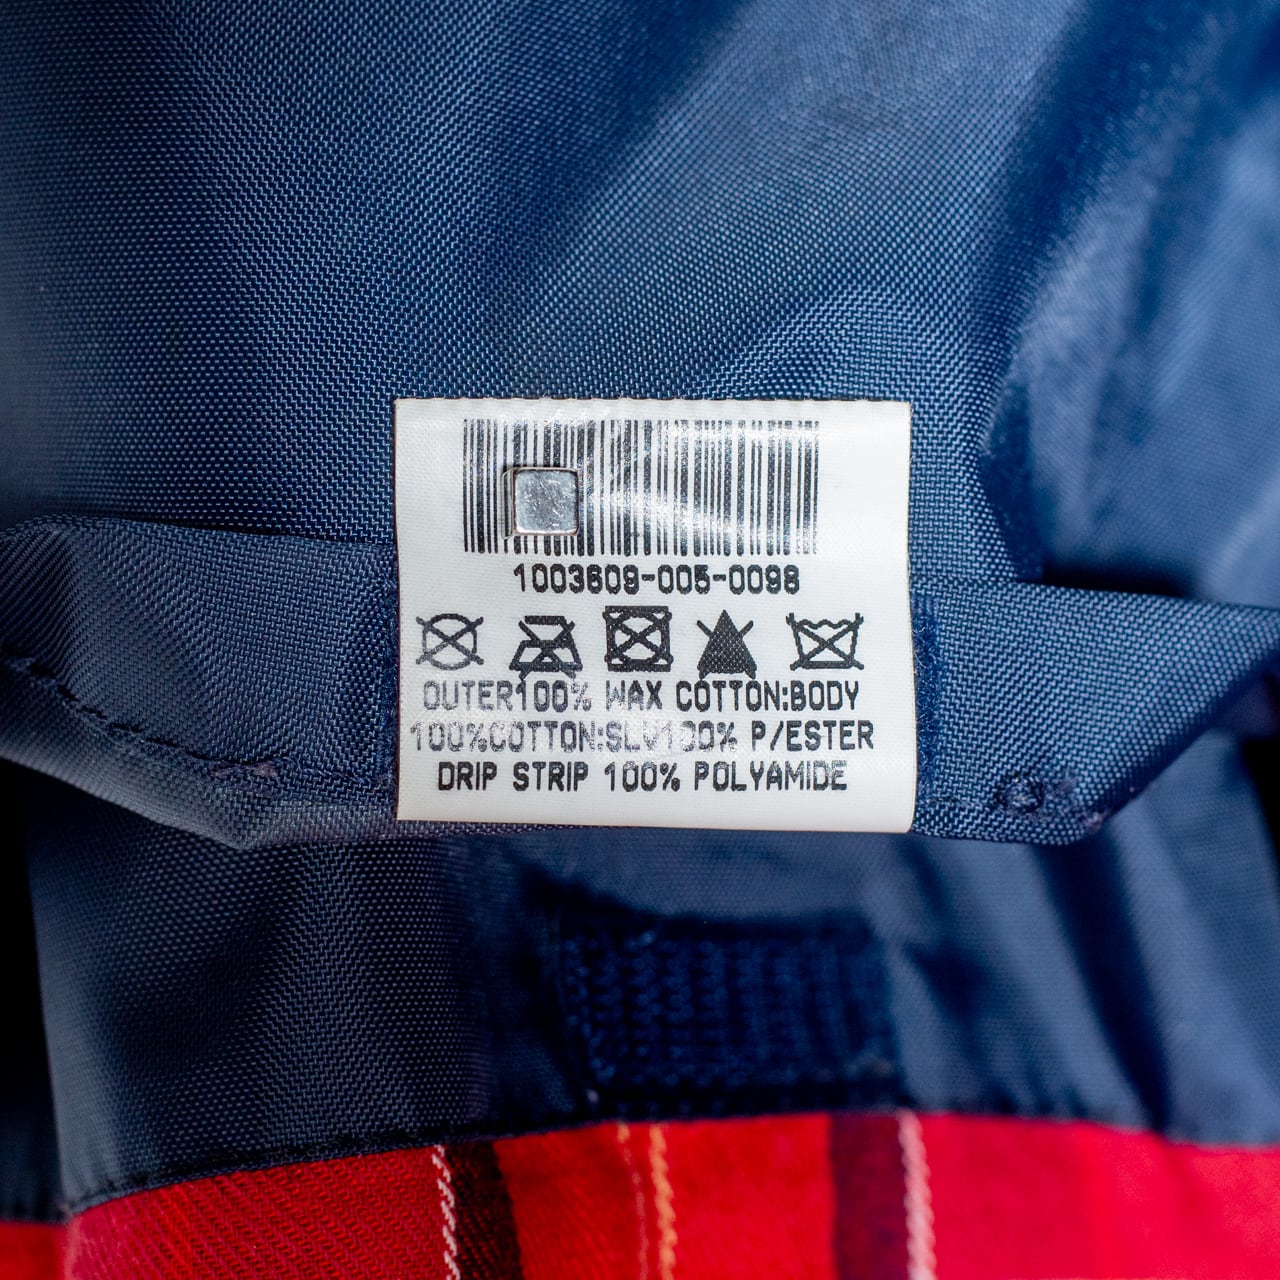 1003609-005-0098
OUTER100% WAX COTTON:BODY
100%COTTON:SLV100% P/ESTER
DRIP STRIP 100% POLYAMIDE